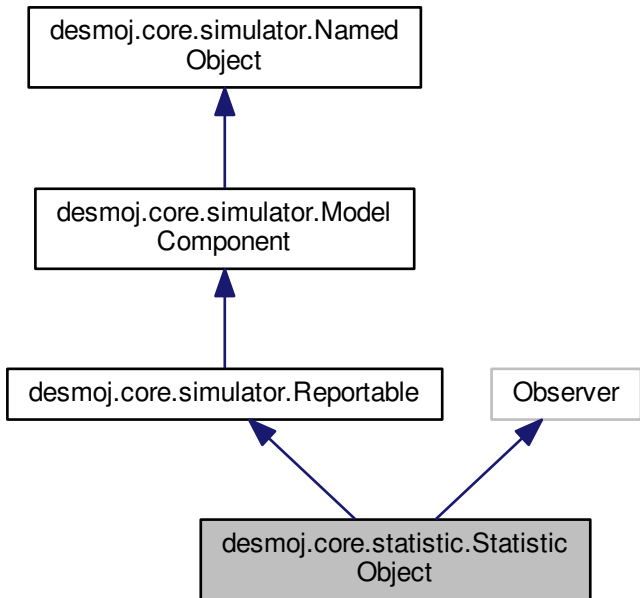 desmoj.core.simulator.Named
Object
desmoj.core.simulator.Model
Component
desmoj.core.simulator.Reportable
Observer
desmoj.core.statistic.Statistic
Object